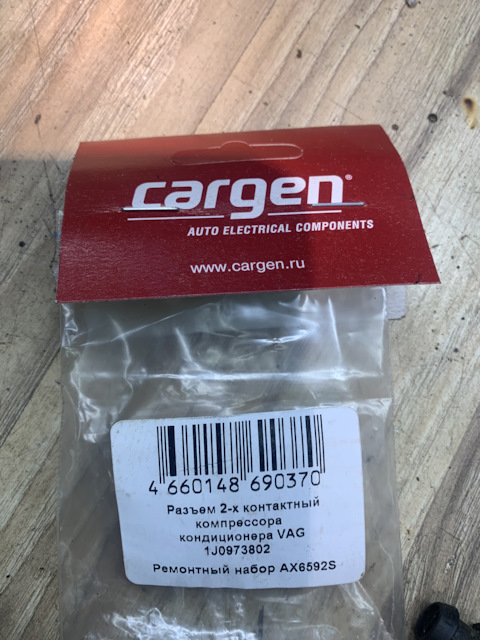 cargen®
AUTO ELECTRICAL COMPONENTS
www.cargen.ru
4 660148 690370
Разъем 2-х контактный
компрессора
кондиционера VAG
1J0973802
Ремонтный набор AX6592S